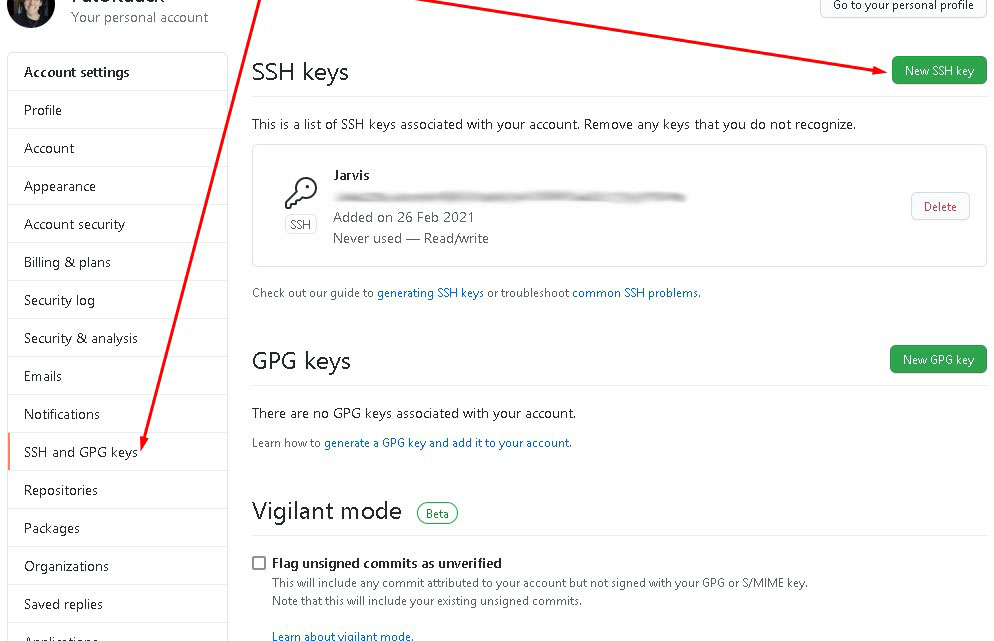 Your personal account
Go to your personal profile
Account settings
Profile
Account
Appearance
Account security
Billing & plans
Security log
Security & analysis
Emails
Notifications
SSH and GPG keys
Repositories
Packages
Organizations
Saved replies
SSH keys
New SSH key
This is a list of SSH keys associated with your account. Remove any keys that you do not recognize.
Jarvis
SSH
Added on 26 Feb 2021
Never used — Read/write
Delete
Check out our guide to generating SSH keys or troubleshoot common SSH problems.
GPG keys
New GPG key
There are no GPG keys associated with your account.
Learn how to generate a GPG key and add it to your account.
Vigilant mode Beta
Flag unsigned commits as unverified
This will include any commit attributed to your account but not signed with your GPG or S/MIME key.
Note that this will include your existing unsigned commits.
Learn about vigilant mode.